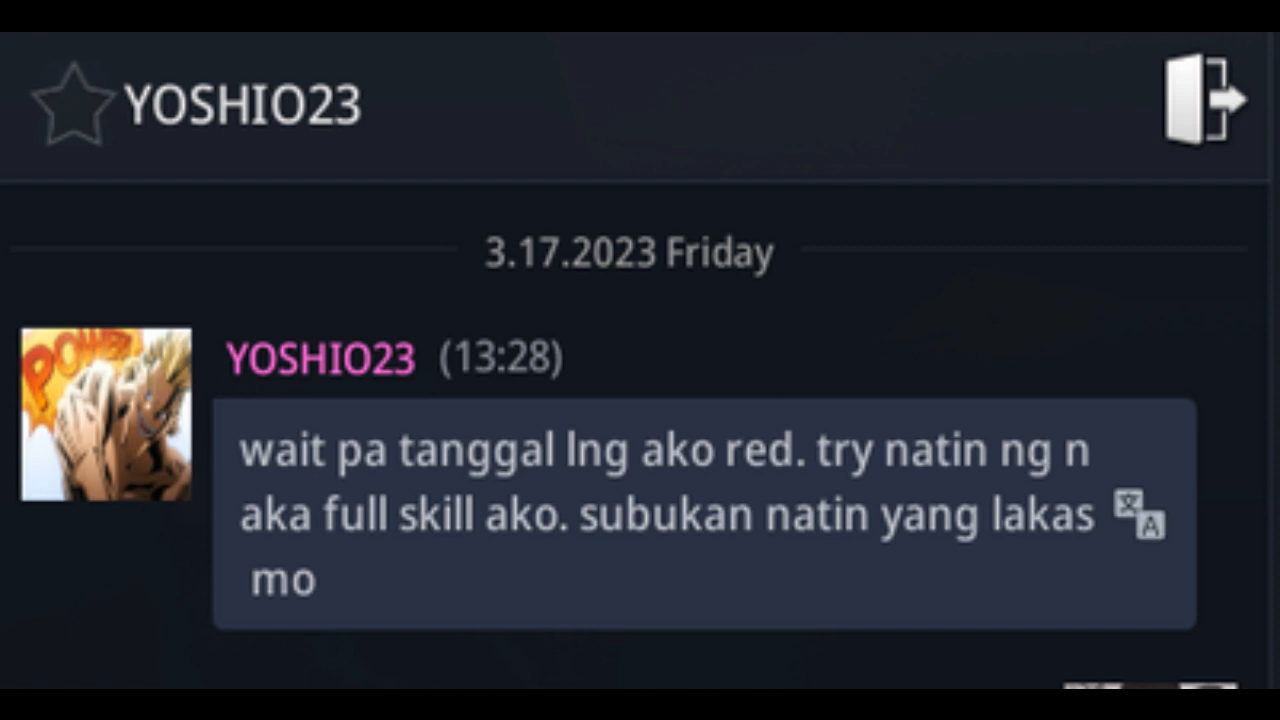 YOSHIO23
3.17.2023 Friday
POWER
YOSHIO23 (13:28)
wait pa tanggal lng ako red. try natin ng n
aka full skill ako. subukan natin yang lakas
mo